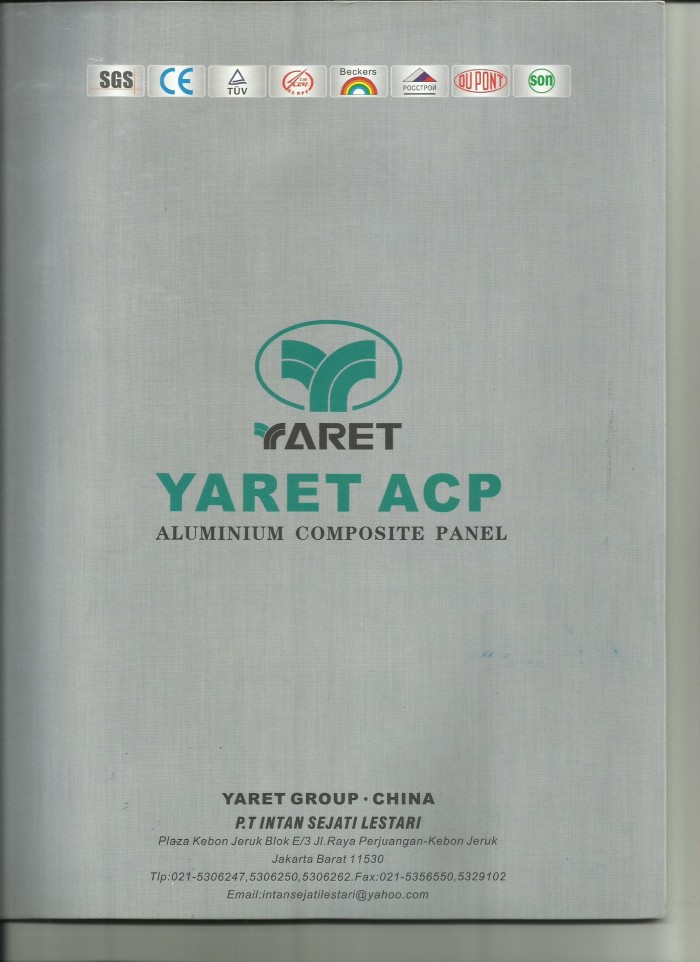 SGS CE TÜV Beckers РОССТРОЙ DU PONT son
YARET
YARET ACP
ALUMINIUM COMPOSITE PANEL
YARET GROUP · CHINA
P.T INTAN SEJATI LESTARI
Plaza Kebon Jeruk Blok E/3 Jl.Raya Perjuangan-Kebon Jeruk
Jakarta Barat 11530
Tlp:021-5306247,5306250,5306262.Fax:021-5356550,5329102
Email:intansejatilestari@yahoo.com